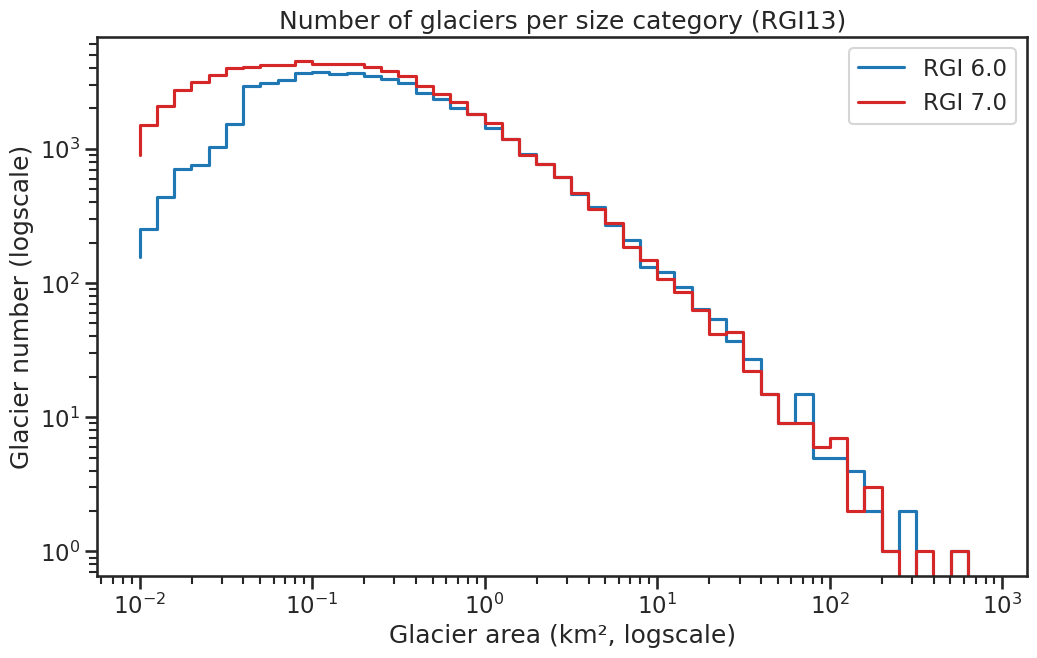 Number of glaciers per size category (RGI13)
RGI 6.0
RGI 7.0
Glacier number (logscale)
10³
10²
10¹
10⁰
10⁻²
10⁻¹
10⁰
10¹
10²
10³
Glacier area (km², logscale)